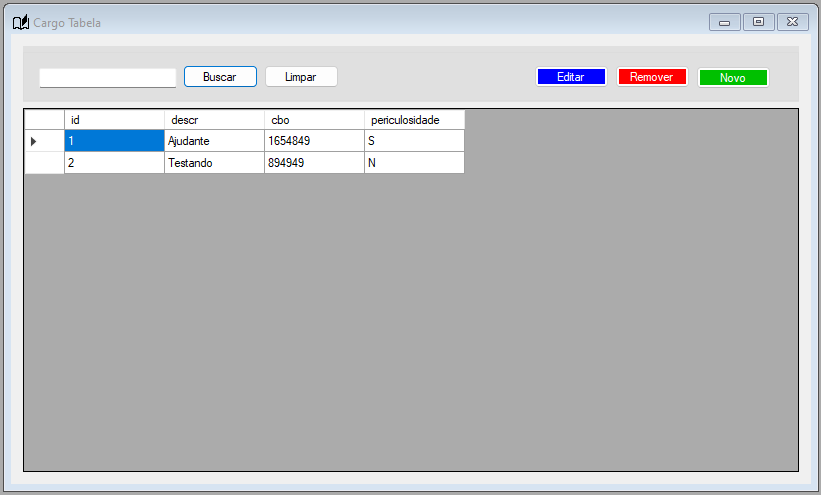 Cargo Tabela
Buscar Limpar Editar Remover Novo
id descr cbo periculosidade
1 Ajudante 1654849 S
2 Testando 894949 N